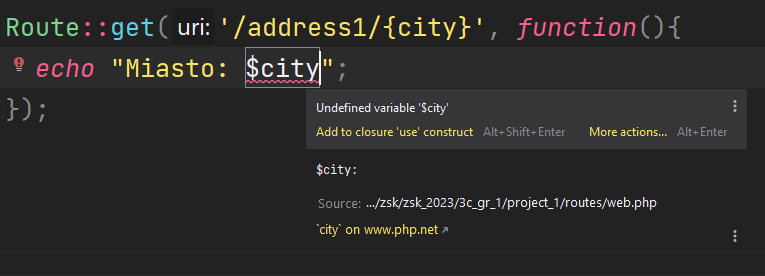 Route::get( uri: '/address1/{city}', function(){
echo "Miasto: $city";
});
Undefined variable '$city'
Add to closure 'use' construct Alt+Shift+Enter More actions... Alt+Enter
$city:
Source: .../zsk/zsk_2023/3c_gr_1/project_1/routes/web.php
`city` on www.php.net